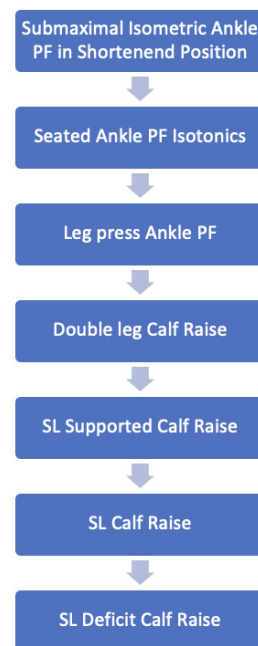 Submaximal Isometric Ankle
PF in Shortenend Position
Seated Ankle PF Isotonics
Leg press Ankle PF
Double leg Calf Raise
SL Supported Calf Raise
SL Calf Raise
SL Deficit Calf Raise